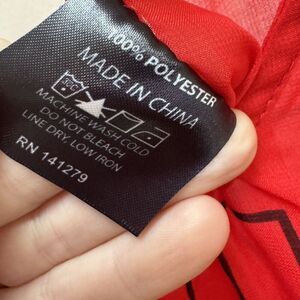 100% POLYESTER
MADE IN CHINA
MACHINE WASH COLD
DO NOT BLEACH
LINE DRY, LOW IRON
RN 141279